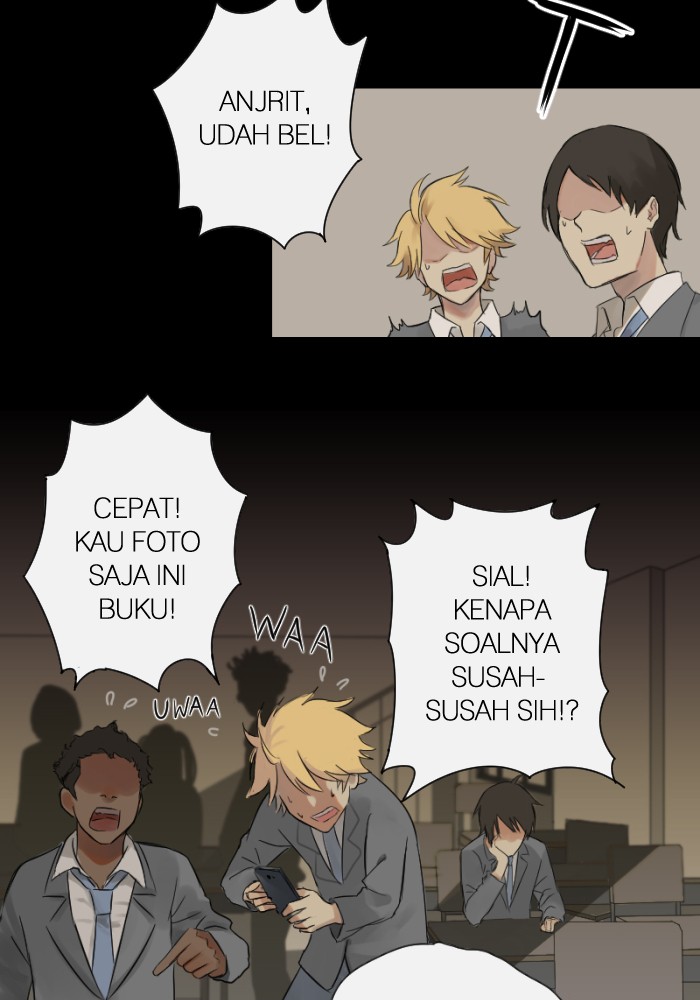 ANJRIT,
UDAH BEL!
CEPAT!
KAU FOTO
SAJA INI
BUKU!
WAA
UWAA
SIAL!
KENAPA
SOALNYA
SUSAH-
SUSAH SIH!?